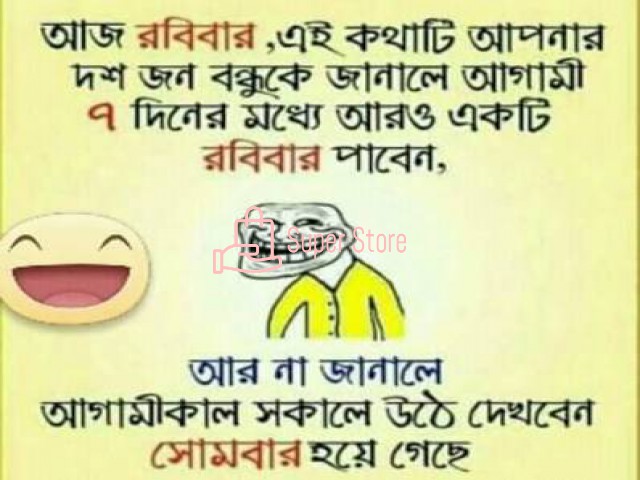 আজ রবিবার ,এই কথাটি আপনার
দশ জন বন্ধুকে জানালে আগামী
৭ দিনের মধ্যে আরও একটি
রবিবার পাবেন,
Super Store
আর না জানালে
আগামীকাল সকালে উঠে দেখবেন
সোমবার হয়ে গেছে